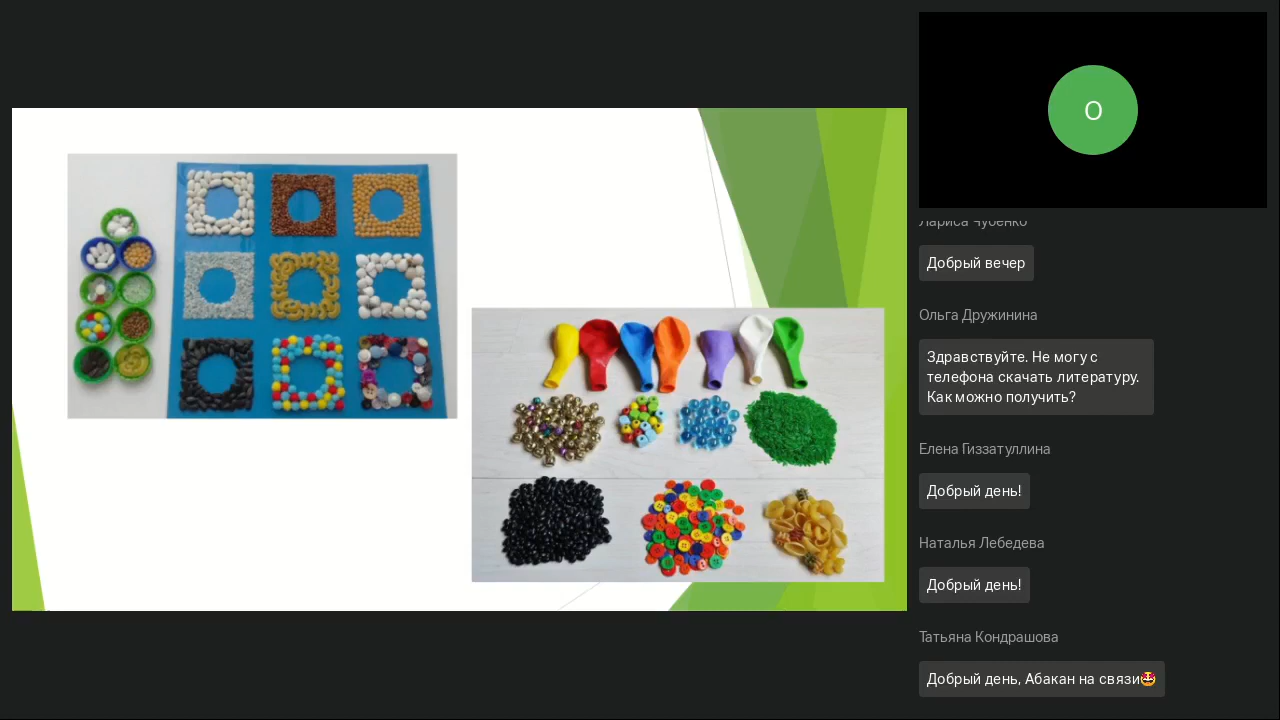 О
Лариса Чубенко
Добрый вечер
Ольга Дружинина
Здравствуйте. Не могу с
телефона скачать литературу.
Как можно получить?
Елена Гиззатуллина
Добрый день!
Наталья Лебедева
Добрый день!
Татьяна Кондрашова
Добрый день, Абакан на связи🤩